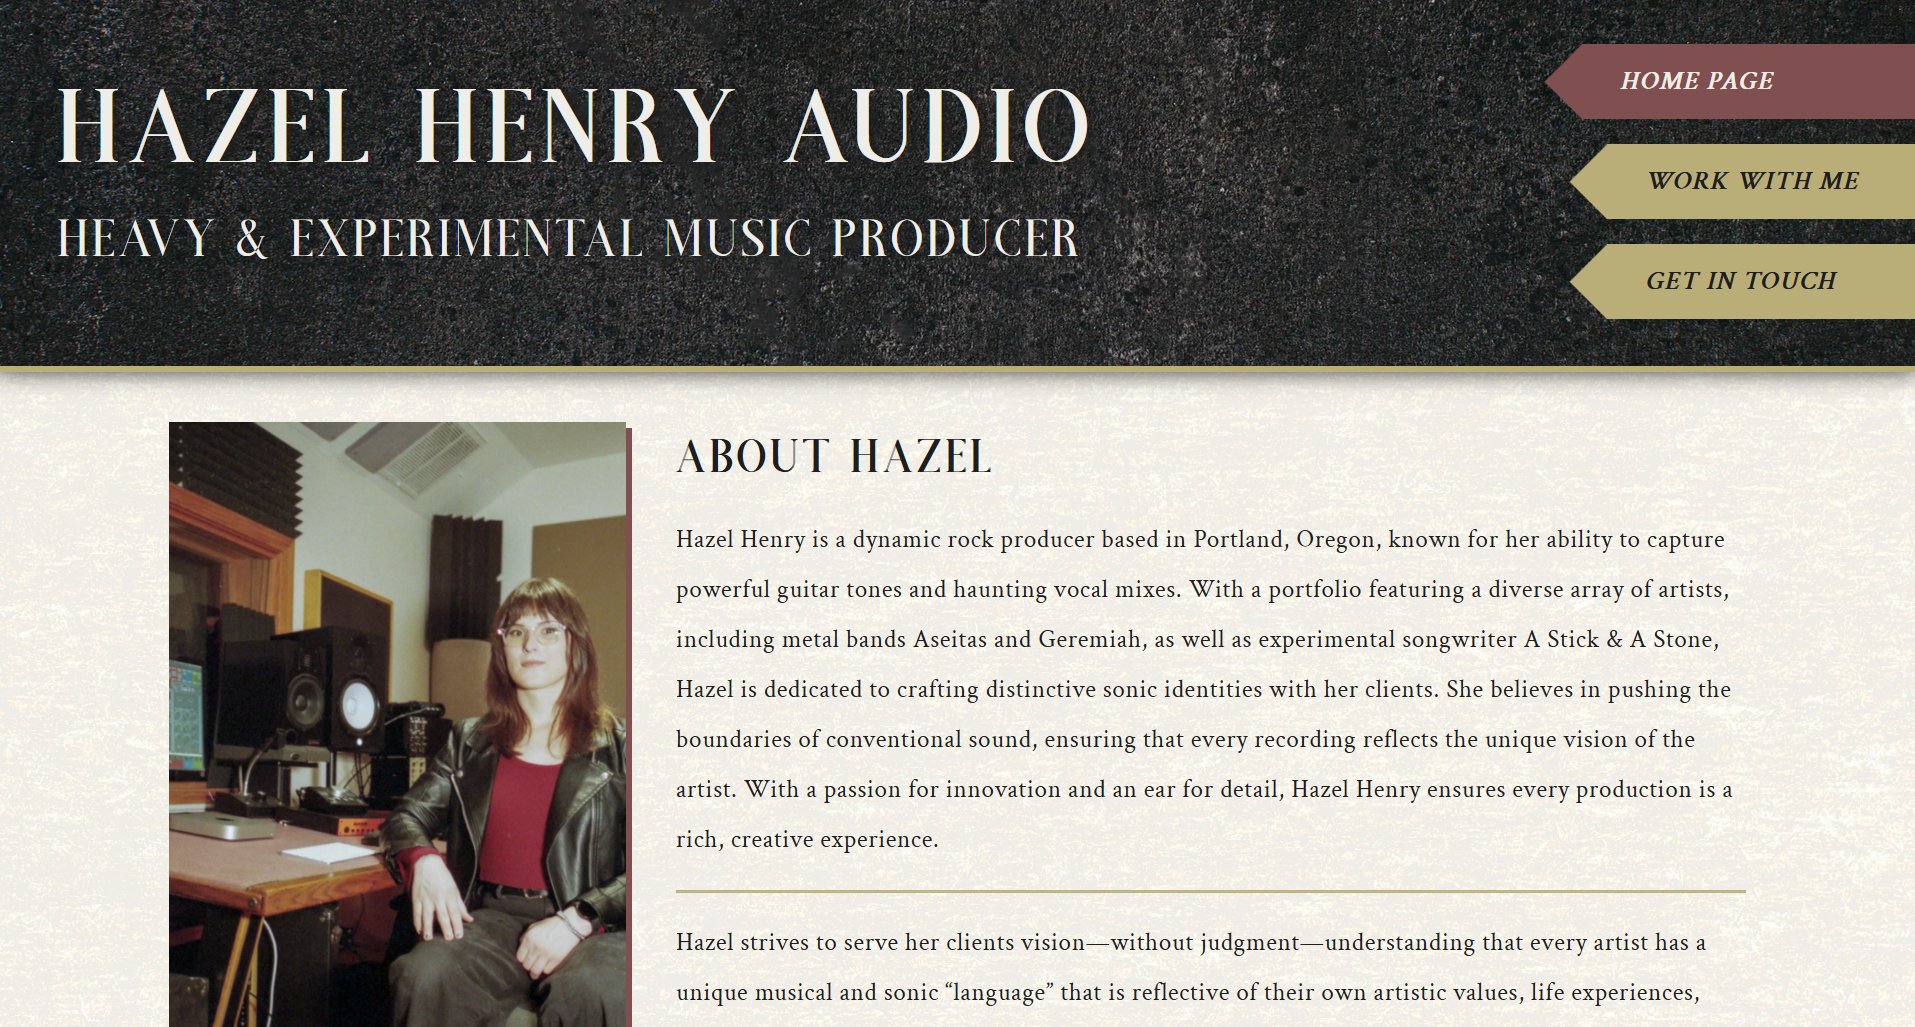 HAZEL HENRY AUDIO
HEAVY & EXPERIMENTAL MUSIC PRODUCER
HOME PAGE
WORK WITH ME
GET IN TOUCH
ABOUT HAZEL
Hazel Henry is a dynamic rock producer based in Portland, Oregon, known for her ability to capture
powerful guitar tones and haunting vocal mixes. With a portfolio featuring a diverse array of artists,
including metal bands Aseitas and Geremiah, as well as experimental songwriter A Stick & A Stone,
Hazel is dedicated to crafting distinctive sonic identities with her clients. She believes in pushing the
boundaries of conventional sound, ensuring that every recording reflects the unique vision of the
artist. With a passion for innovation and an ear for detail, Hazel Henry ensures every production is a
rich, creative experience.
Hazel strives to serve her clients vision—without judgment—understanding that every artist has a
unique musical and sonic “language” that is reflective of their own artistic values, life experiences,